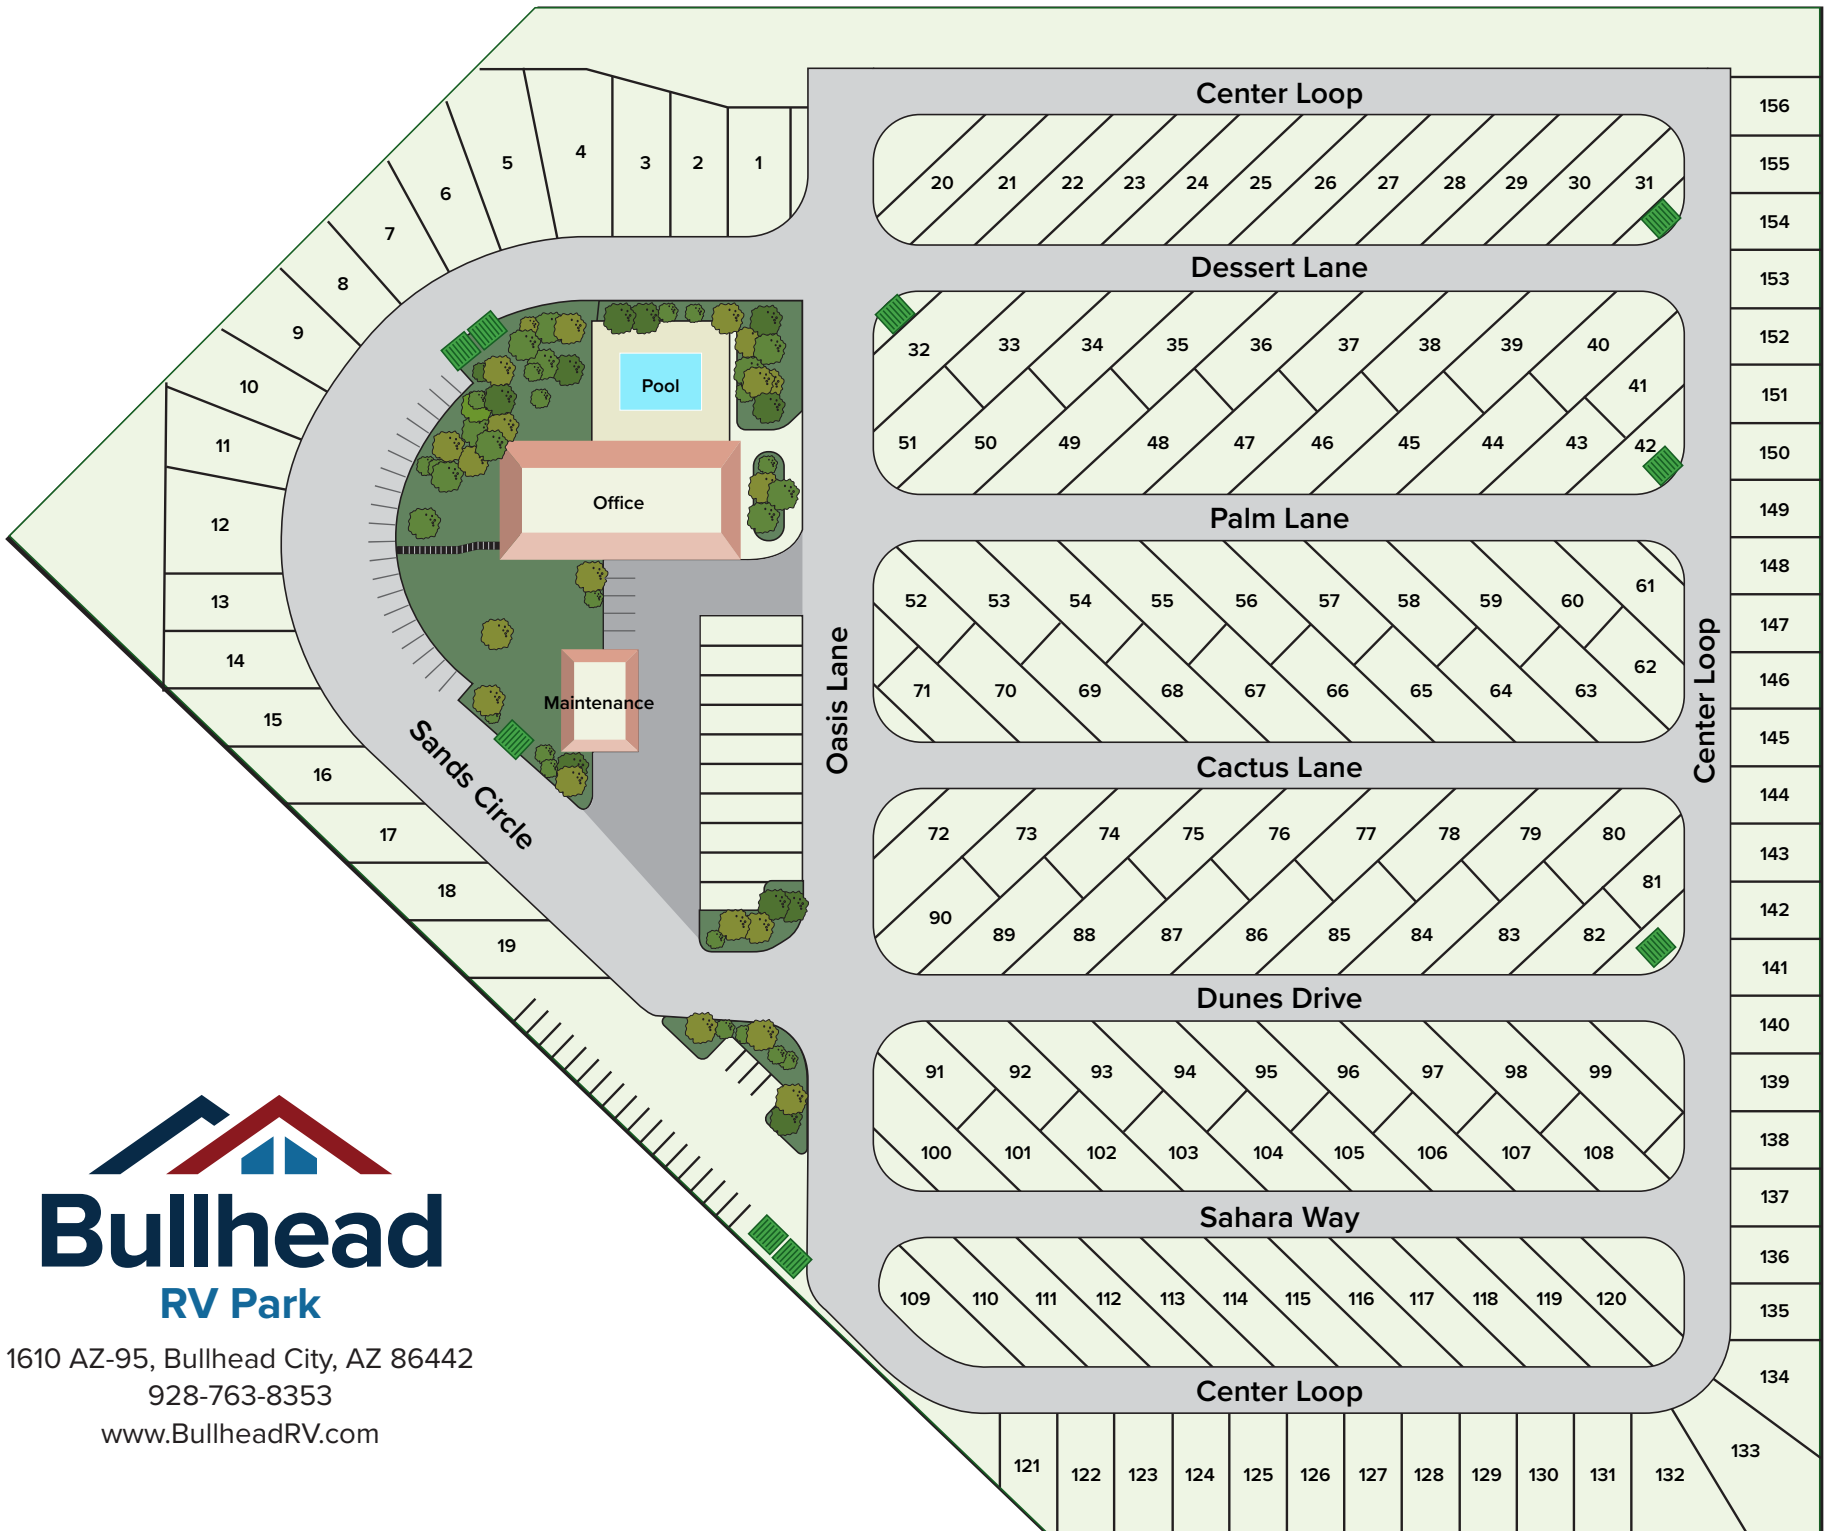 Center Loop
156
155
154
153
152
151
150
149
148
147
146
145
144
143
142
141
140
139
138
137
136
135
134
133
5 4 3 2 1
6
7
8
9
10
11
12
13
14
15
16
17
18
19
20 21 22 23 24 25 26 27 28 29 30 31
Dessert Lane
32 33 34 35 36 37 38 39 40
41
51 50 49 48 47 46 45 44 43 42
Pool
Office
Maintenance
Sands Circle
Oasis Lane
Palm Lane
52 53 54 55 56 57 58 59 60 61
62
71 70 69 68 67 66 65 64 63
Center Loop
Cactus Lane
72 73 74 75 76 77 78 79 80
81
90 89 88 87 86 85 84 83 82
Dunes Drive
91 92 93 94 95 96 97 98 99
100 101 102 103 104 105 106 107 108
Sahara Way
109 110 111 112 113 114 115 116 117 118 119 120
Center Loop
121 122 123 124 125 126 127 128 129 130 131 132
Bullhead
RV Park
1610 AZ-95, Bullhead City, AZ 86442
928-763-8353
www.BullheadRV.com